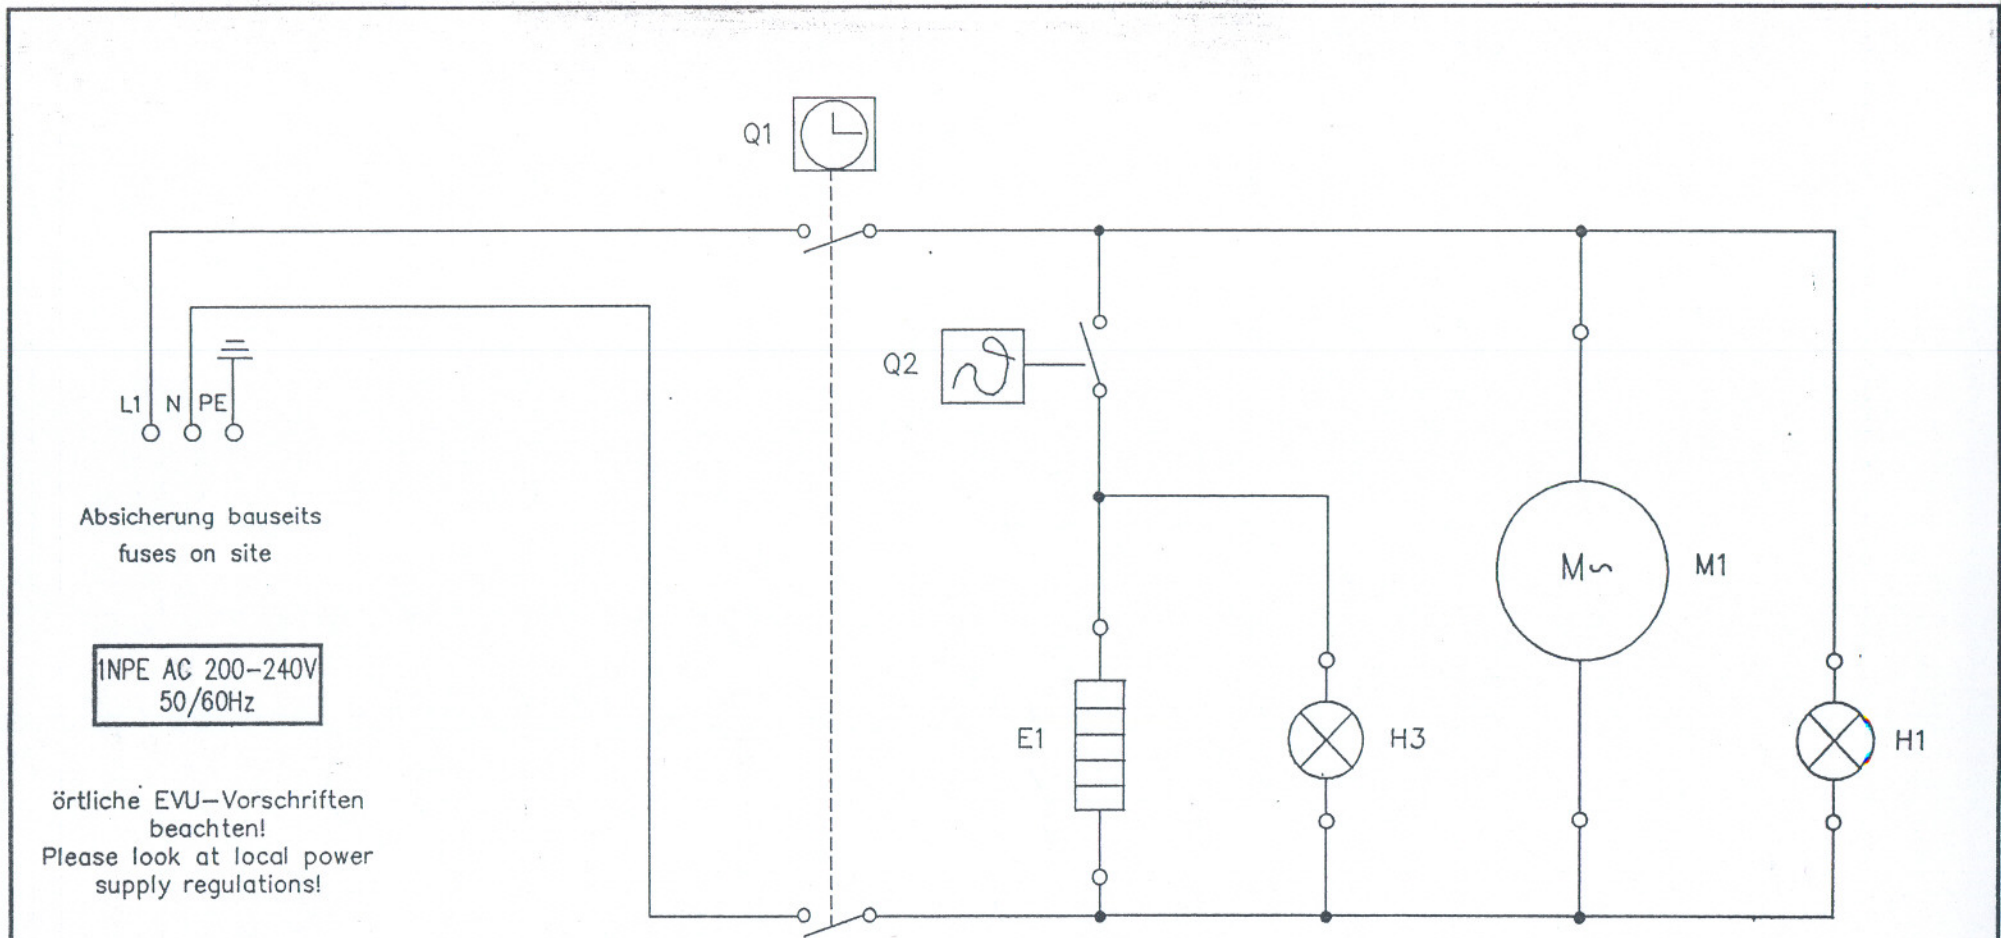 Q1
Q2
L1 N PE
Absicherung bauseits
fuses on site
M~ M1
1NPE AC 200-240V
50/60Hz
E1
H3
H1
örtliche EVU-Vorschriften
beachten!
Please look at local power
supply regulations!